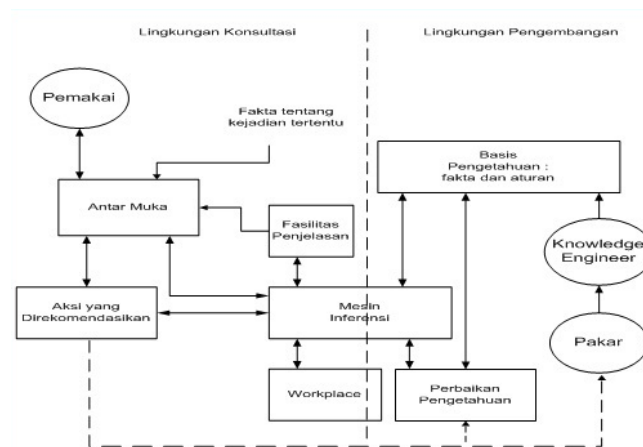 Lingkungan Konsultasi
Lingkungan Pengembangan
Pemakai
Fakta tentang
kejadian tertentu
Basis
Pengetahuan :
fakta dan aturan
Antar Muka
Fasilitas
Penjelasan
Knowledge
Engineer
Aksi yang
Direkomendasikan
Mesin
Inferensi
Pakar
Workplace
Perbaikan
Pengetahuan